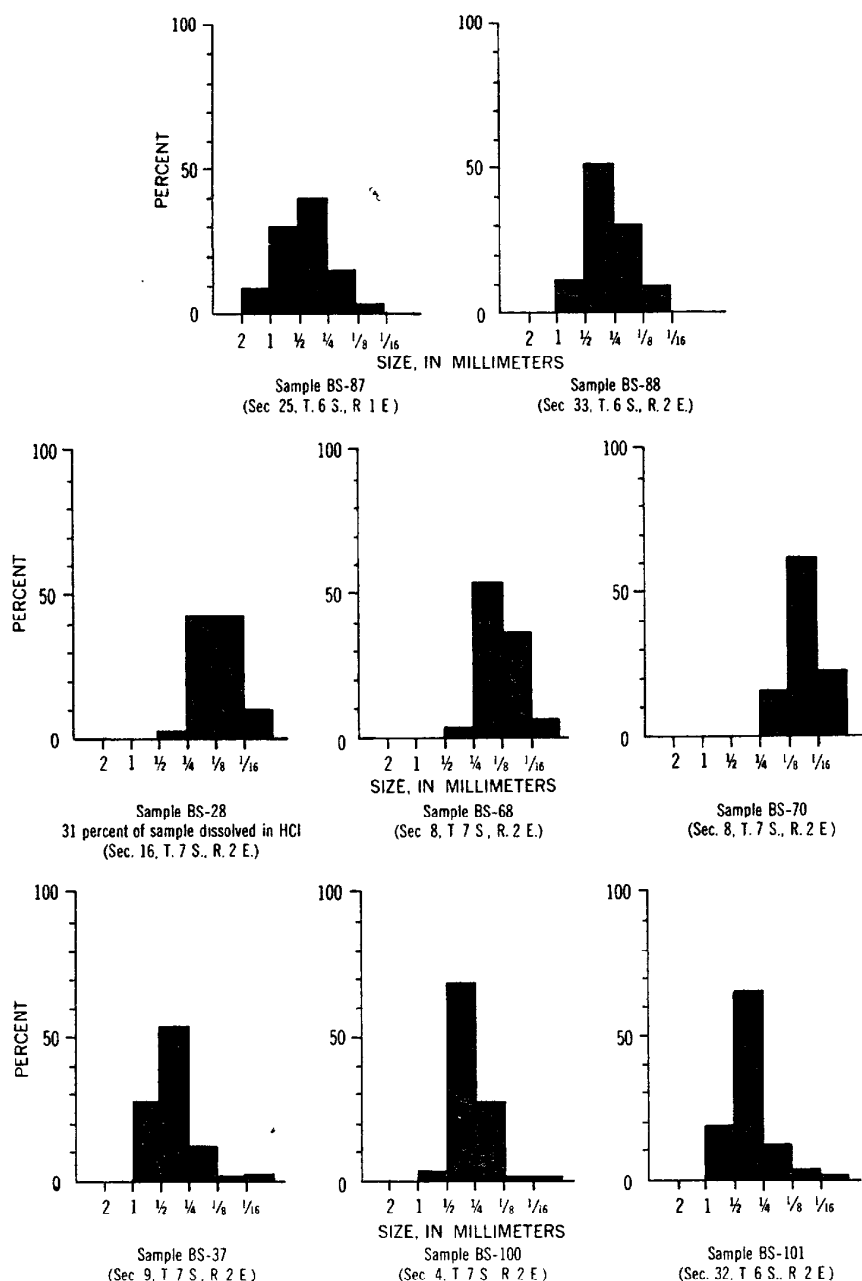 100
100
PERCENT
50
50
0
0
2 1 ½ ¼ 1/8 1/16
2 1 ½ ¼ 1/8 1/16
SIZE, IN MILLIMETERS
Sample BS-87
(Sec 25, T. 6 S., R 1 E)
Sample BS-88
(Sec 33, T. 6 S., R. 2 E.)
100
100
100
PERCENT
50
50
50
0
0
0
2 1 ½ ¼ 1/8 1/16
2 1 ½ ¼ 1/8 1/16
2 1 ½ ¼ 1/8 1/16
SIZE, IN MILLIMETERS
Sample BS-28
31 percent of sample dissolved in HCl
(Sec. 16, T. 7 S., R. 2 E.)
Sample BS-68
(Sec 8, T 7 S, R. 2 E.)
Sample BS-70
(Sec. 8, T. 7 S., R. 2 E)
100
100
100
PERCENT
50
50
50
0
0
0
2 1 ½ ¼ 1/8 1/16
2 1 ½ ¼ 1/8 1/16
2 1 ½ ¼ 1/8 1/16
SIZE, IN MILLIMETERS
Sample BS-37
(Sec 9, T 7 S, R 2 E.)
Sample BS-100
(Sec 4, T 7 S R 2 E.)
Sample BS-101
(Sec. 32, T 6 S., R 2 E)